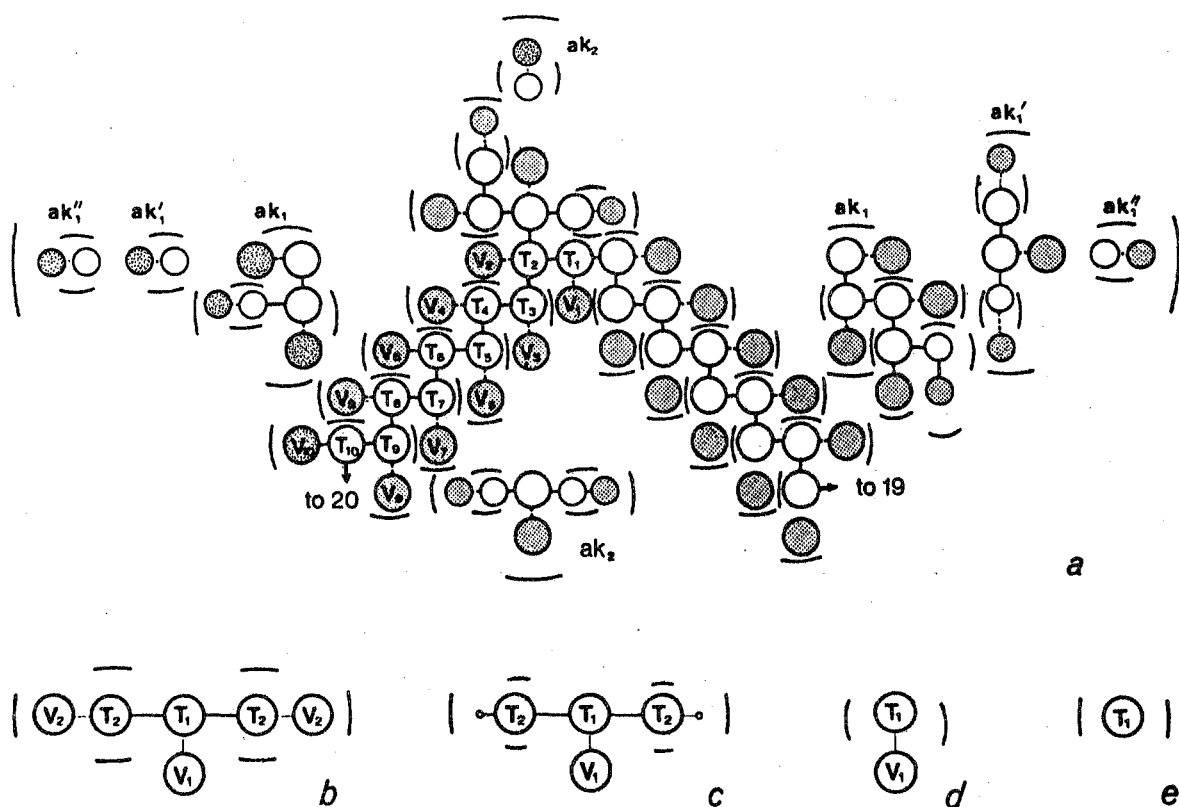 ak₂
ak₁′
ak₁″ ak₁′ ak₁ ak₁ ak₁″
V₂ T₂ T₁
V₄ T₄ T₃ V₁
V₆ T₆ T₅ V₃
V₈ T₈ T₇ V₅
V₁₀ T₁₀ T₉ V₇
to 20 V₉ to 19
ak₂
a
V₂ T₂ T₁ T₂ V₂ T₂ T₁ T₂ T₁ T₁
V₁ V₁ V₁
b c d e